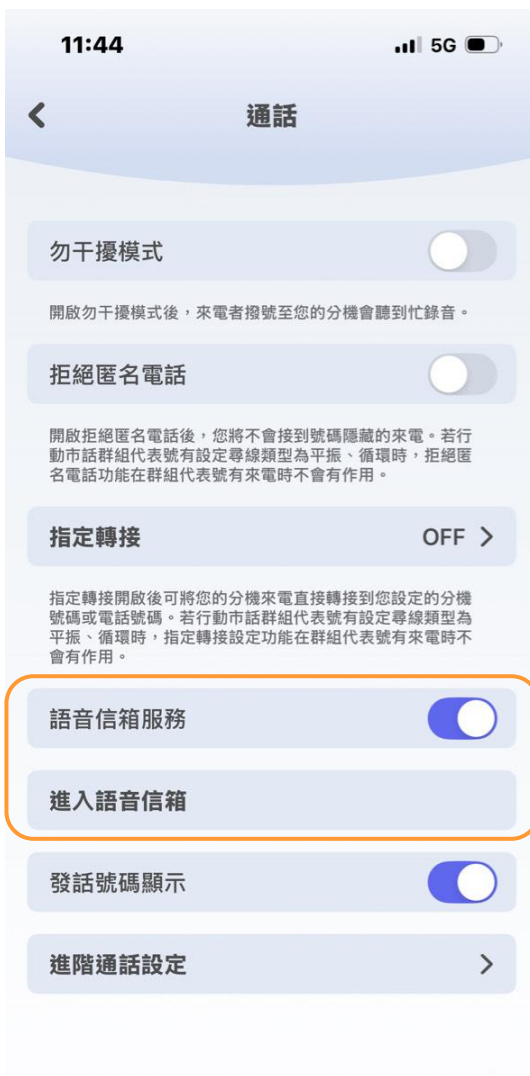 11:44
5G
通話
勿干擾模式
開啟勿干擾模式後，來電者撥號至您的分機會聽到忙錄音。
拒絕匿名電話
開啟拒絕匿名電話後，您將不會接到號碼隱藏的來電。若行
動市話群組代表號有設定尋線類型為平振、循環時，拒絕匿
名電話功能在群組代表號有來電時不會有作用。
指定轉接
OFF
指定轉接開啟後可將您的分機來電直接轉接到您設定的分機
號碼或電話號碼。若行動市話群組代表號有設定尋線類型為
平振、循環時，指定轉接設定功能在群組代表號有來電時不
會有作用。
語音信箱服務
進入語音信箱
發話號碼顯示
進階通話設定